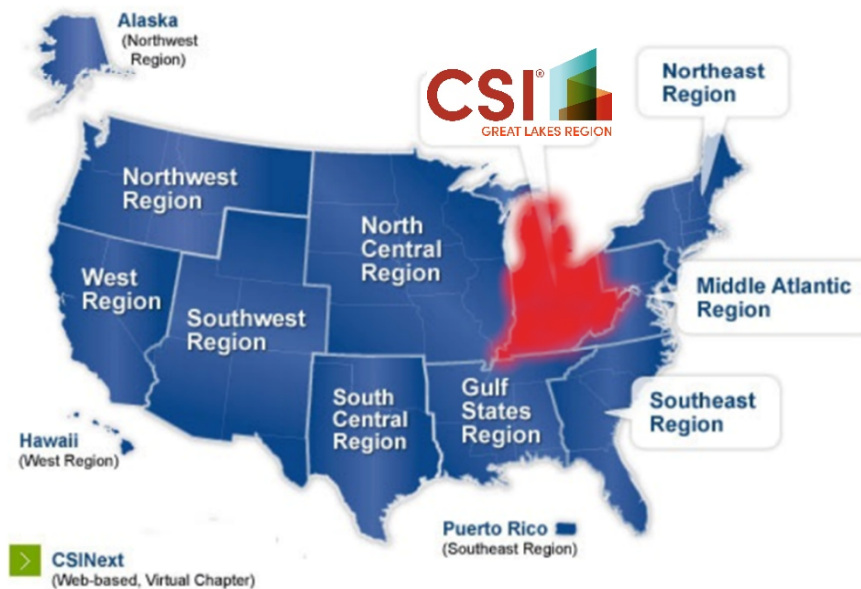 Alaska
(Northwest
Region)
CSI®
GREAT LAKES REGION
Northeast
Region
Northwest
Region
North
Central
Region
West
Region
Southwest
Region
Middle Atlantic
Region
South
Central
Region
Gulf
States
Region
Southeast
Region
Hawaii
(West Region)
Puerto Rico
(Southeast Region)
CSINext
(Web-based, Virtual Chapter)